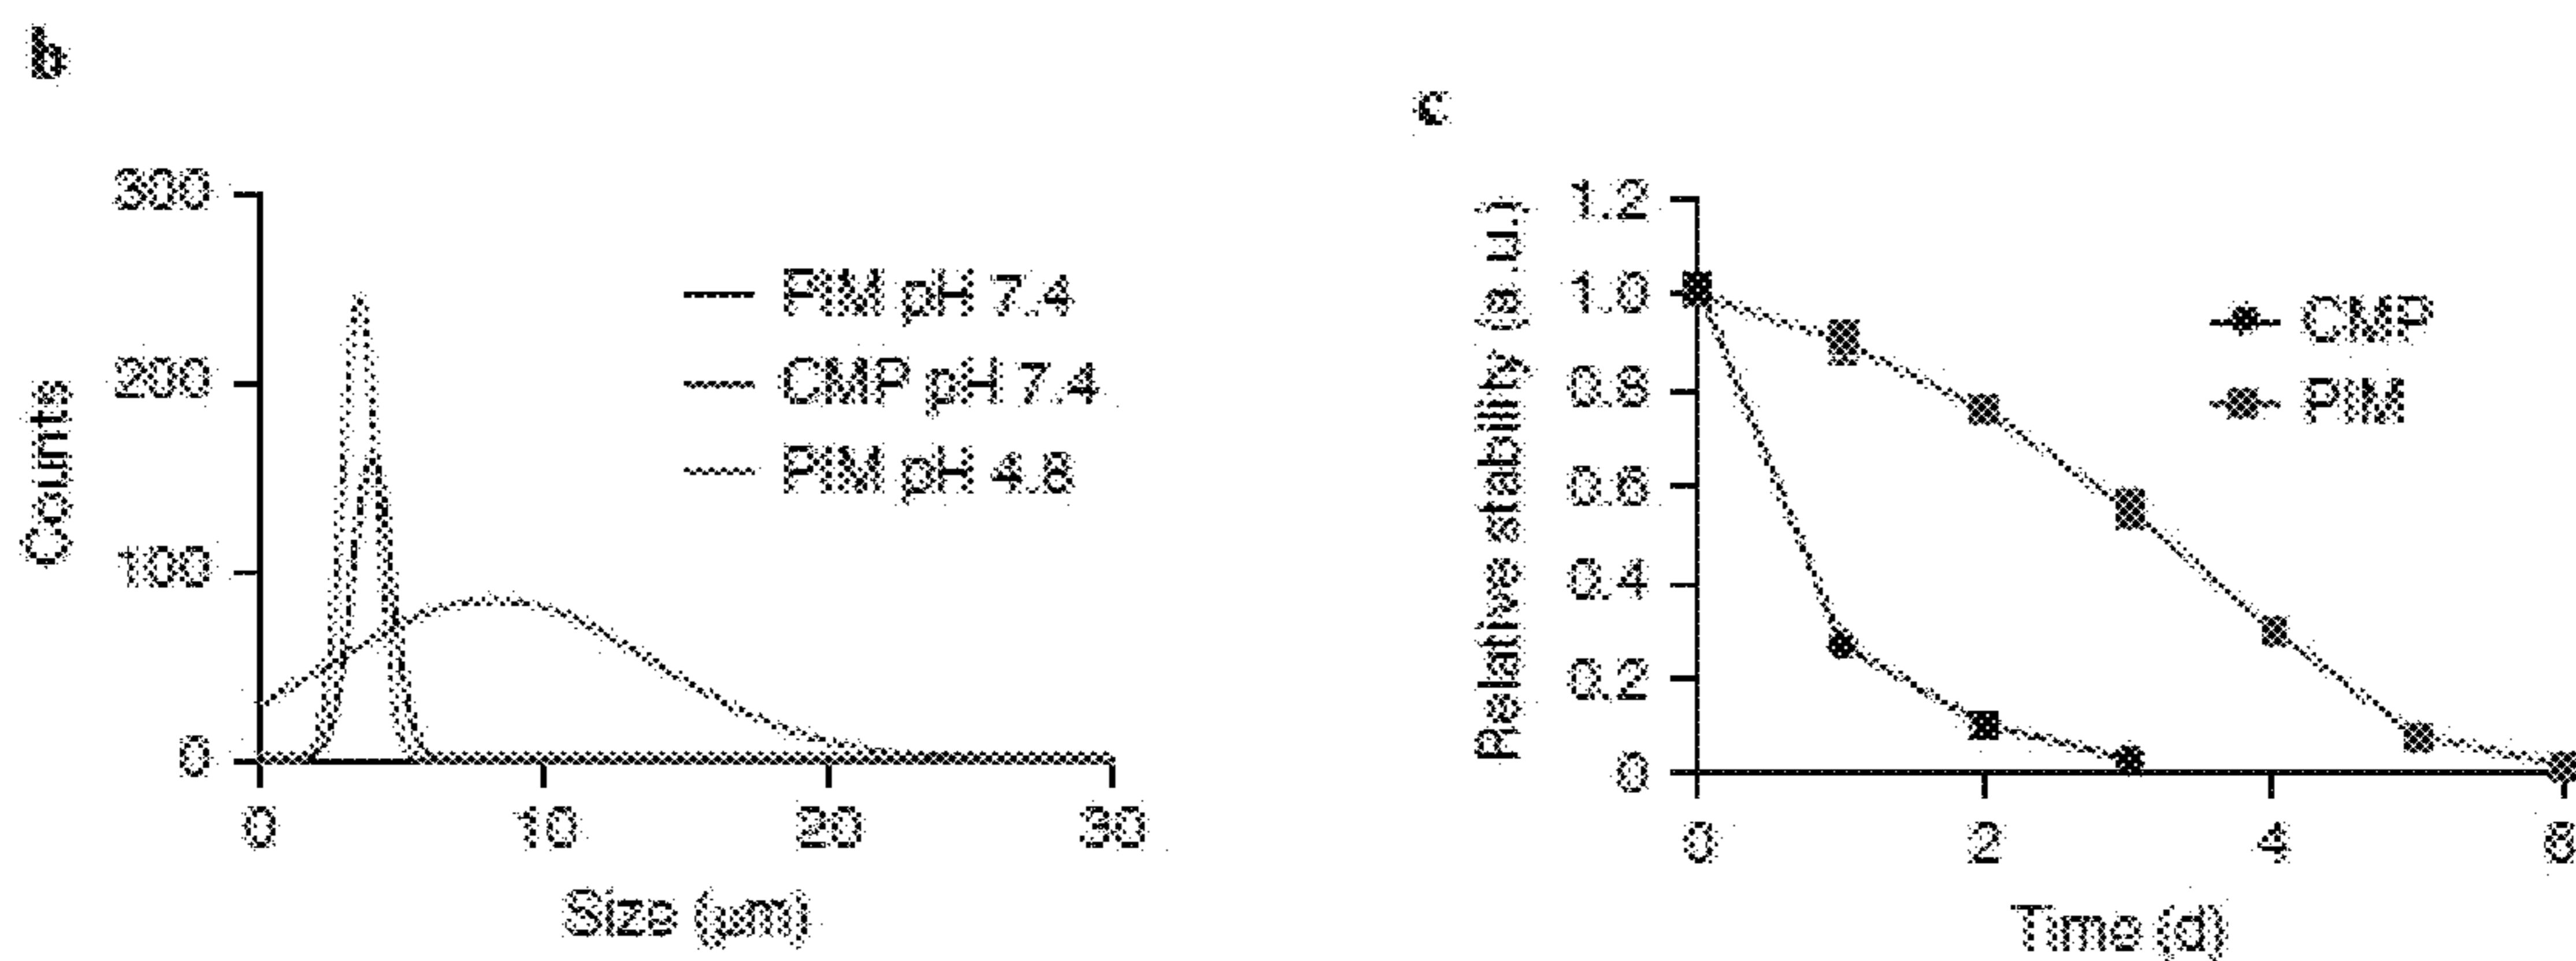 b
300
200
100
0
Counts
0
10
20
30
Size (μm)
PIM pH 7.4
CMP pH 7.4
PIM pH 4.8
c
1.2
1.0
0.8
0.6
0.4
0.2
0
Relative stability (a.u.)
0
2
4
6
Time (d)
CMP
PIM